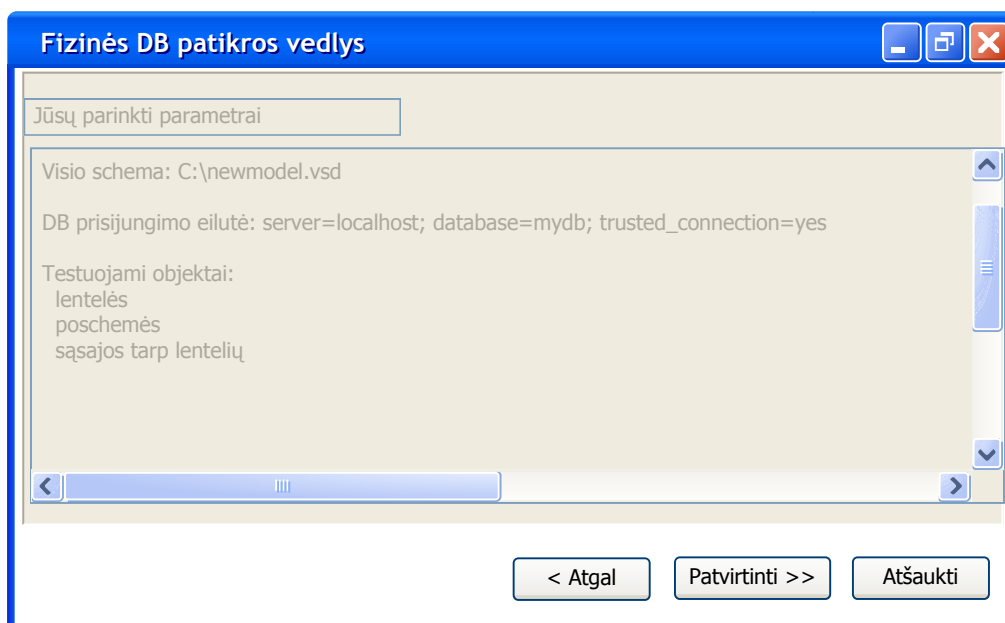 Fizinės DB patikros vedlys
Jūsų parinkti parametrai
Visio schema: C:\newmodel.vsd
DB prisijungimo eilutė: server=localhost; database=mydb; trusted_connection=yes
Testuojami objektai:
lentelės
poschemės
sąsajos tarp lentelių
< Atgal
Patvirtinti >>
Atšaukti